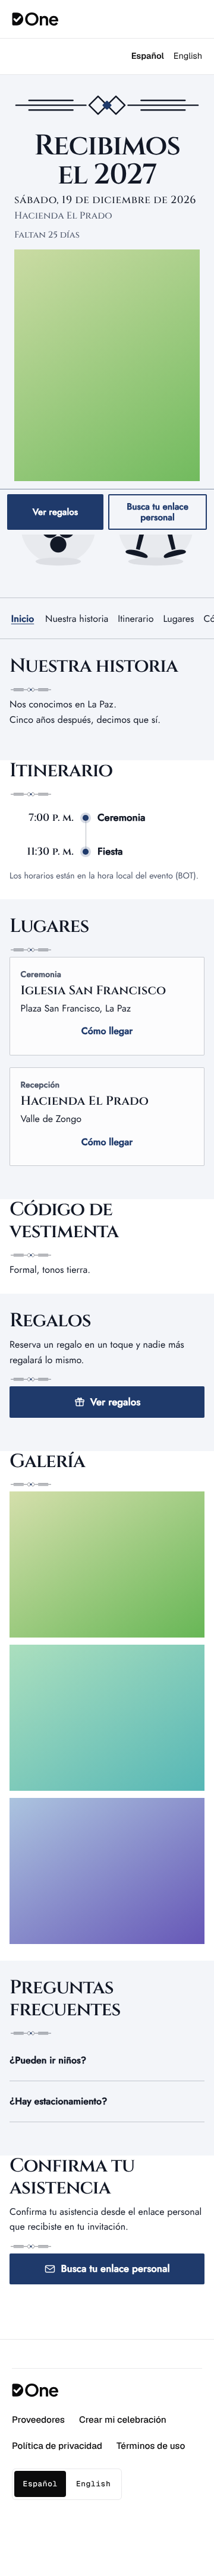 One
Español English
Recibimos
el 2027
sábado, 19 de diciembre de 2026
Hacienda El Prado
Faltan 25 días
Ver regalos
Busca tu enlace
personal
Inicio Nuestra historia Itinerario Lugares Có
Nuestra historia
Nos conocimos en La Paz.
Cinco años después, decimos que sí.
Itinerario
7:00 p. m. Ceremonia
11:30 p. m. Fiesta
Los horarios están en la hora local del evento (BOT).
Lugares
Ceremonia
Iglesia San Francisco
Plaza San Francisco, La Paz
Cómo llegar
Recepción
Hacienda El Prado
Valle de Zongo
Cómo llegar
Código de
vestimenta
Formal, tonos tierra.
Regalos
Reserva un regalo en un toque y nadie más
regalará lo mismo.
Ver regalos
Galería
Preguntas
frecuentes
¿Pueden ir niños?
¿Hay estacionamiento?
Confirma tu
asistencia
Confirma tu asistencia desde el enlace personal
que recibiste en tu invitación.
Busca tu enlace personal
One
Proveedores Crear mi celebración
Política de privacidad Términos de uso
Español English